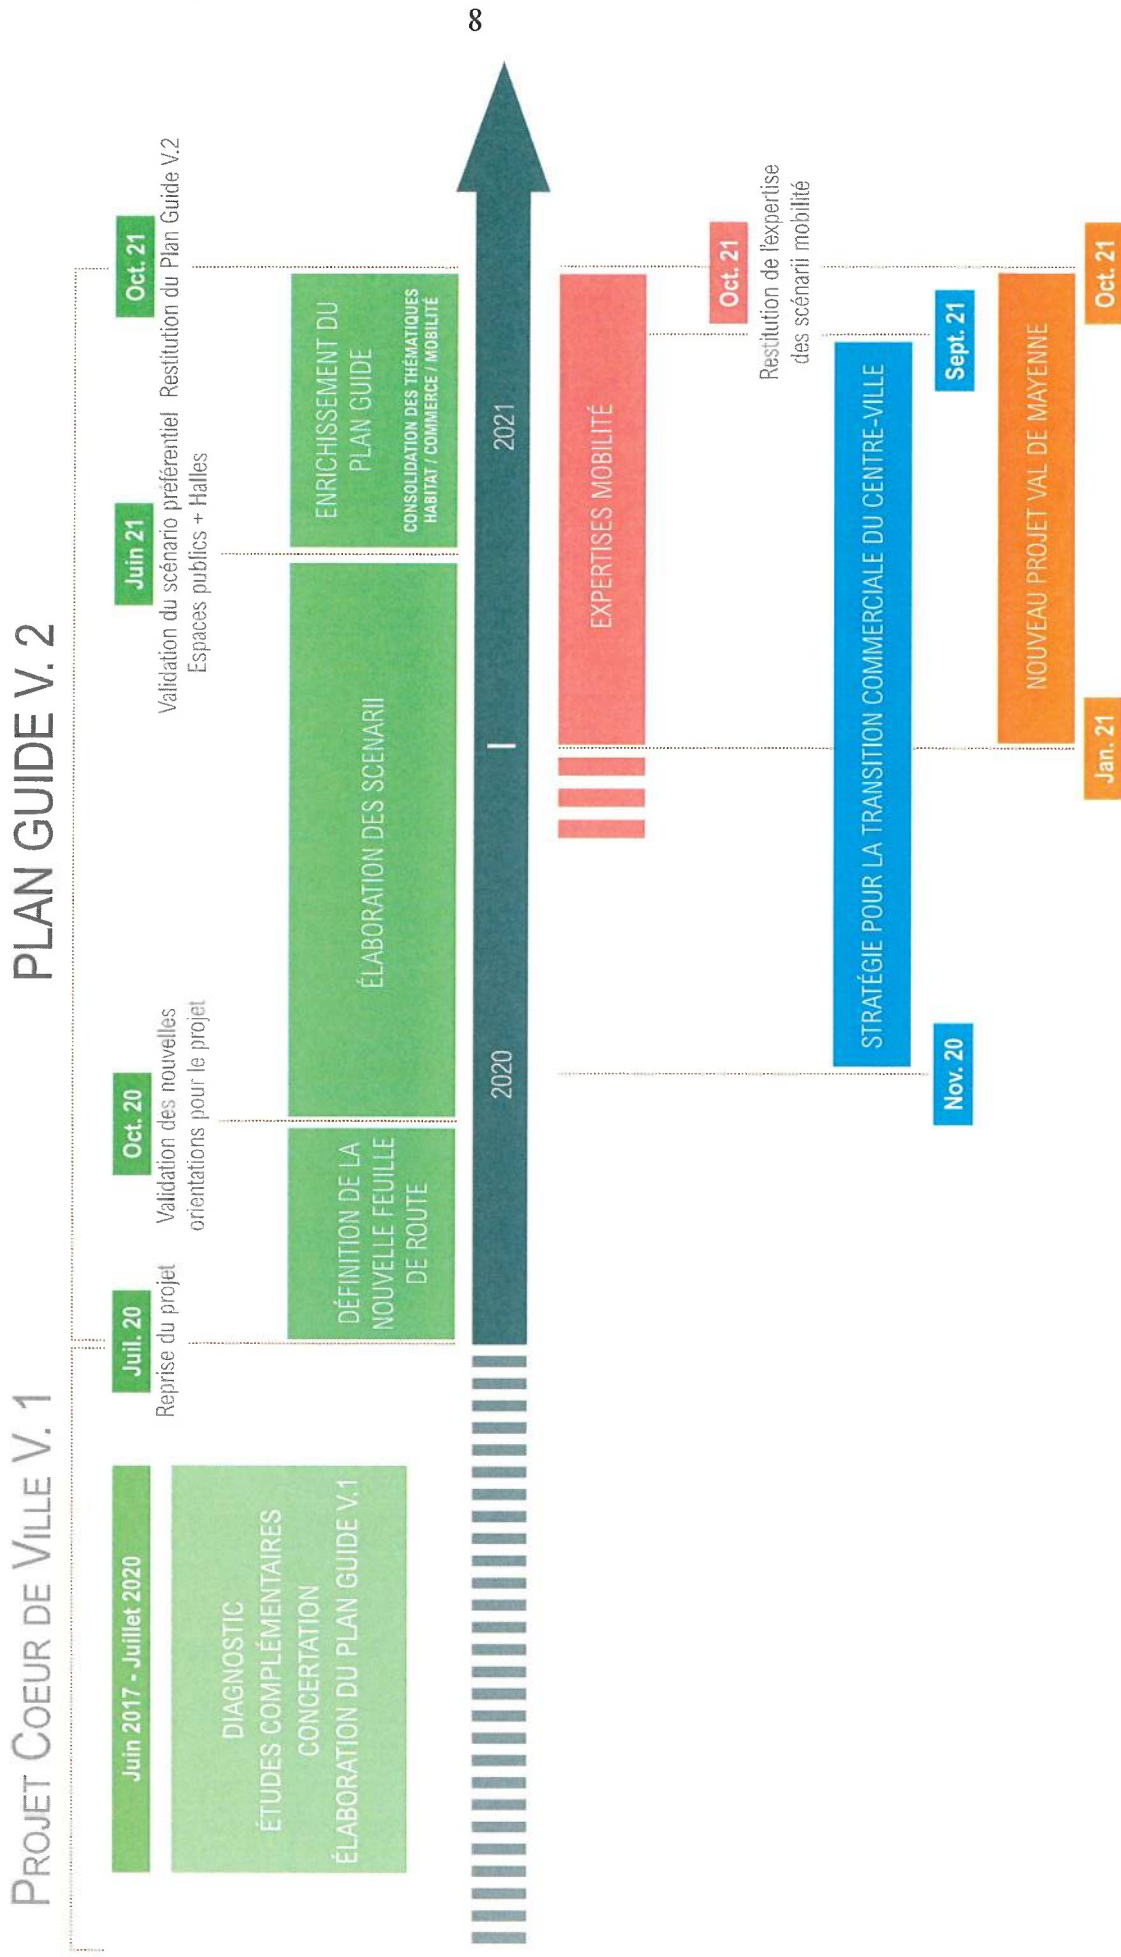 8
PROJET COEUR DE VILLE V. 1
PLAN GUIDE V. 2
Juin 2017 - Juillet 2020
DIAGNOSTIC
ÉTUDES COMPLÉMENTAIRES
CONCERTATION
ÉLABORATION DU PLAN GUIDE V.1
Juil. 20
Reprise du projet
Oct. 20
Validation des nouvelles
orientations pour le projet
Juin 21
Validation du scénario préférentiel
Espaces publics + Halles
Oct. 21
Restitution du Plan Guide V.2
DÉFINITION DE LA
NOUVELLE FEUILLE
DE ROUTE
ÉLABORATION DES SCENARII
ENRICHISSEMENT DU
PLAN GUIDE
CONSOLIDATION DES THÉMATIQUES
HABITAT / COMMERCE / MOBILITÉ
2020
2021
EXPERTISES MOBILITÉ
Oct. 21
Restitution de l'expertise
des scénarii mobilité
STRATÉGIE POUR LA TRANSITION COMMERCIALE DU CENTRE-VILLE
Nov. 20
Sept. 21
NOUVEAU PROJET VAL DE MAYENNE
Jan. 21
Oct. 21